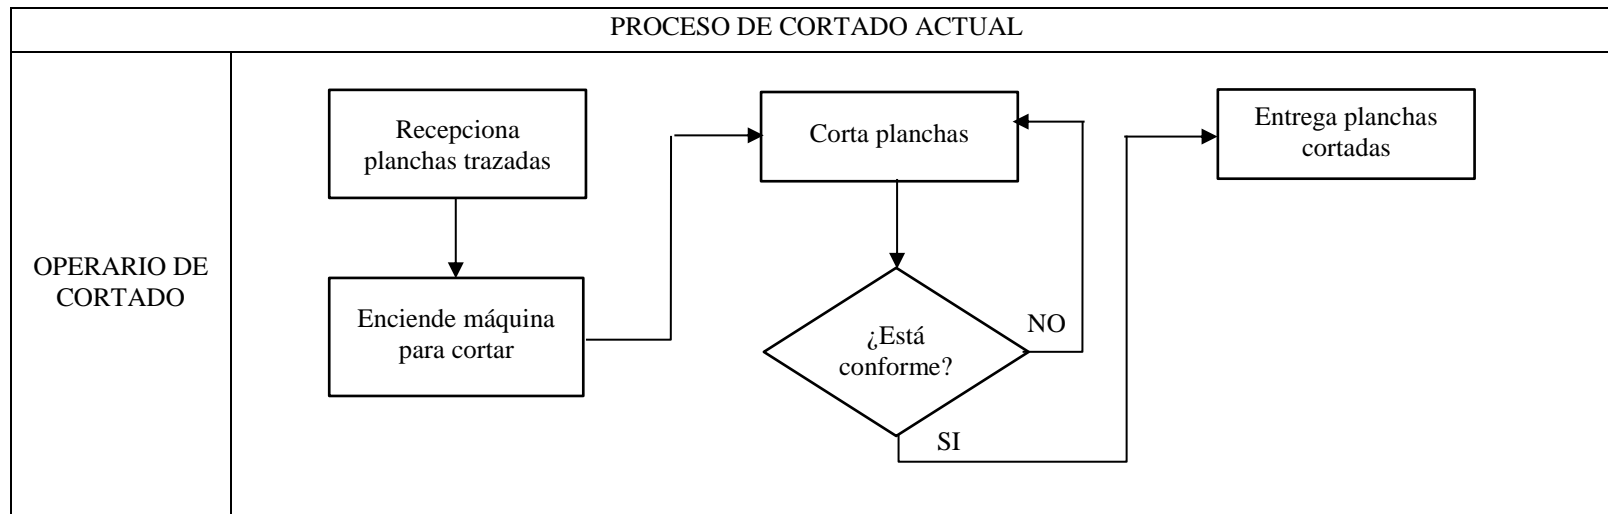 PROCESO DE CORTADO ACTUAL
OPERARIO DE
CORTADO
Recepciona
planchas trazadas
Enciende máquina
para cortar
Corta planchas
¿Está
conforme?
NO
SI
Entrega planchas
cortadas